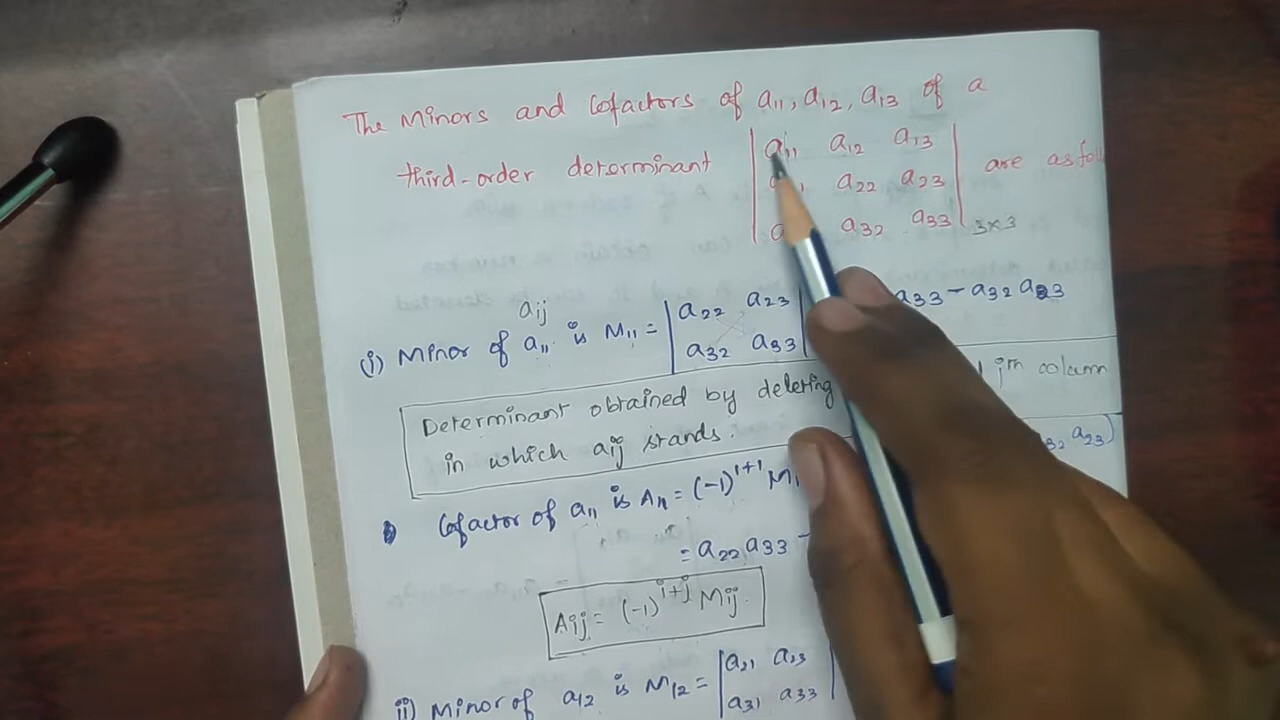 The Minors and Cofactors of a₁₁, a₁₂, a₁₃ of a
third-order determinant | a₁₁ a₁₂ a₁₃ | are as
a₂₂ a₂₃
a₃₂ a₃₃ | 3×3
aij
(i) Minor of a₁₁ is M₁₁ = | a₂₂ a₂₃ | a₃₃ - a₃₂ a₂₃
| a₃₂ a₃₃ |
Determinant obtained by deleting jth column
in which aij stands. a₃₂ a₂₃)
Cofactor of a₁₁ is A₁₁ = (-1)¹⁺¹ M
= a₂₂ a₃₃ -
Aij = (-1)ⁱ⁺ʲ Mij
ii) Minor of a₁₂ is M₁₂ = | a₂₁ a₂₃ |
| a₃₁ a₃₃ |